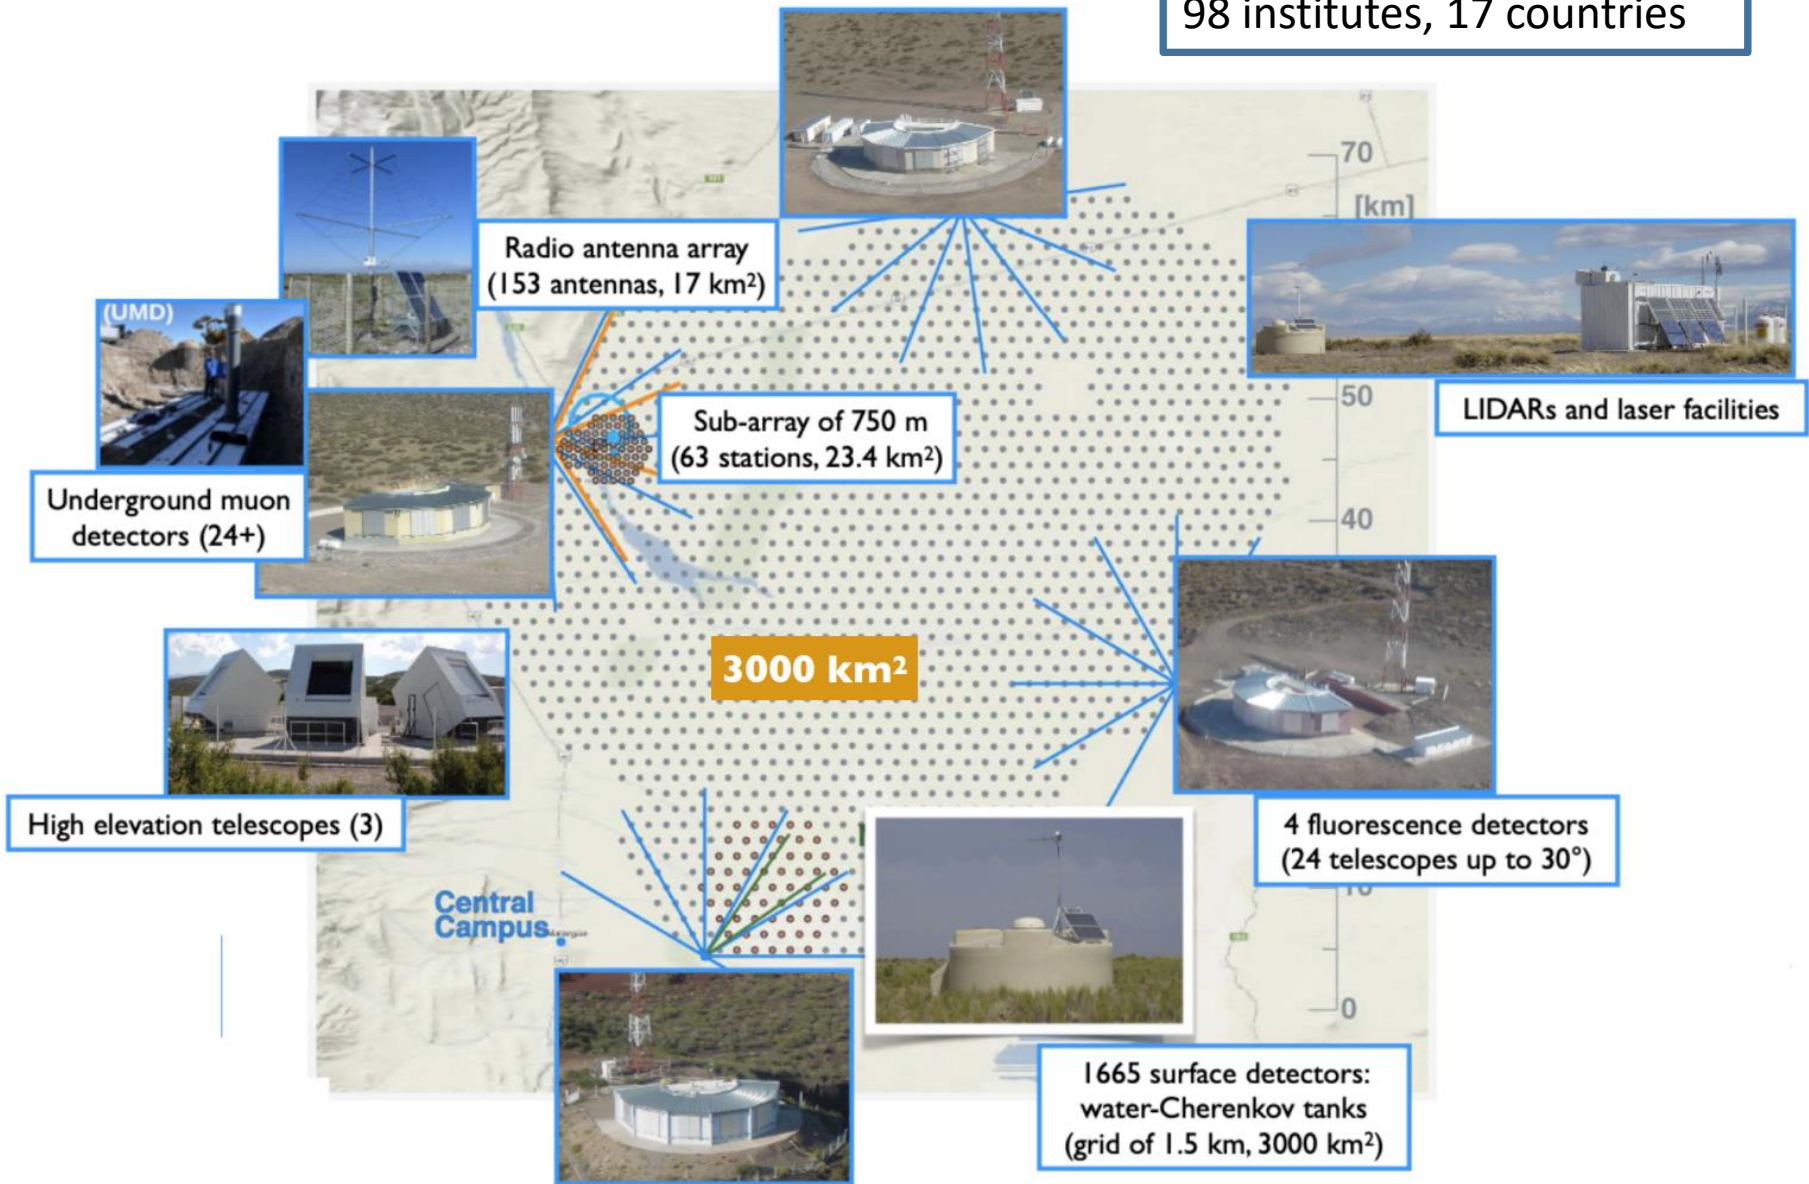 98 institutes, 17 countries
70
[km]
Radio antenna array
(153 antennas, 17 km²)
(UMD)
50
LIDARs and laser facilities
Sub-array of 750 m
(63 stations, 23.4 km²)
Underground muon
detectors (24+)
40
3000 km²
High elevation telescopes (3)
4 fluorescence detectors
(24 telescopes up to 30°)
10
Central
Campus
0
1665 surface detectors:
water-Cherenkov tanks
(grid of 1.5 km, 3000 km²)